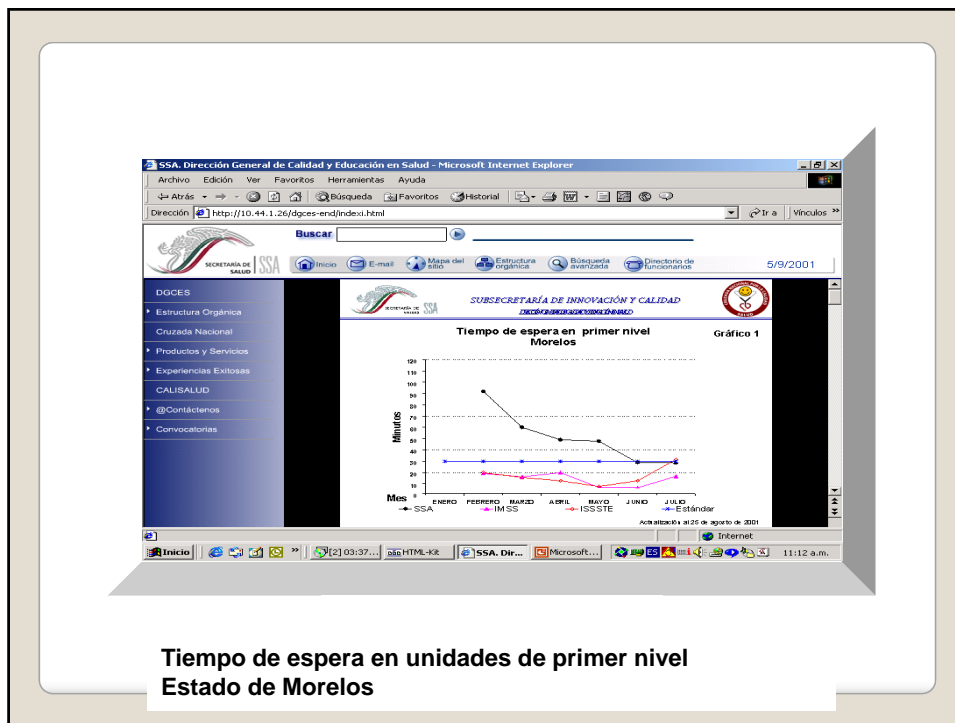 SSA. Dirección General de Calidad y Educación en Salud - Microsoft Internet Explorer
Archivo Edición Ver Favoritos Herramientas Ayuda
Atrás Búsqueda Favoritos Historial
Dirección http://10.44.1.26/dgces-end/indexi.html Ir a Vínculos »
Buscar
SECRETARÍA DE SALUD SSA Inicio E-mail Mapa del sitio Estructura orgánica Búsqueda avanzada Directorio de funcionarios 5/9/2001
DGCES
Estructura Orgánica
Cruzada Nacional
Productos y Servicios
Experiencias Exitosas
CALISALUD
@Contáctenos
Convocatorias
SSA
SUBSECRETARÍA DE INNOVACIÓN Y CALIDAD
Tiempo de espera en primer nivel
Morelos
Gráfico 1
120
110
100
90
80
70
60
50
40
30
20
10
0
Minutos
Mes
ENERO FEBRERO MARZO ABRIL MAYO JUNIO JULIO
SSA IMSS ISSSTE Estándar
Actualización al 25 de agosto de 2001
Internet
Inicio » [2] 03:37... HTML-Kit SSA. Dir... Microsoft... ES 11:12 a.m.
Tiempo de espera en unidades de primer nivel
Estado de Morelos